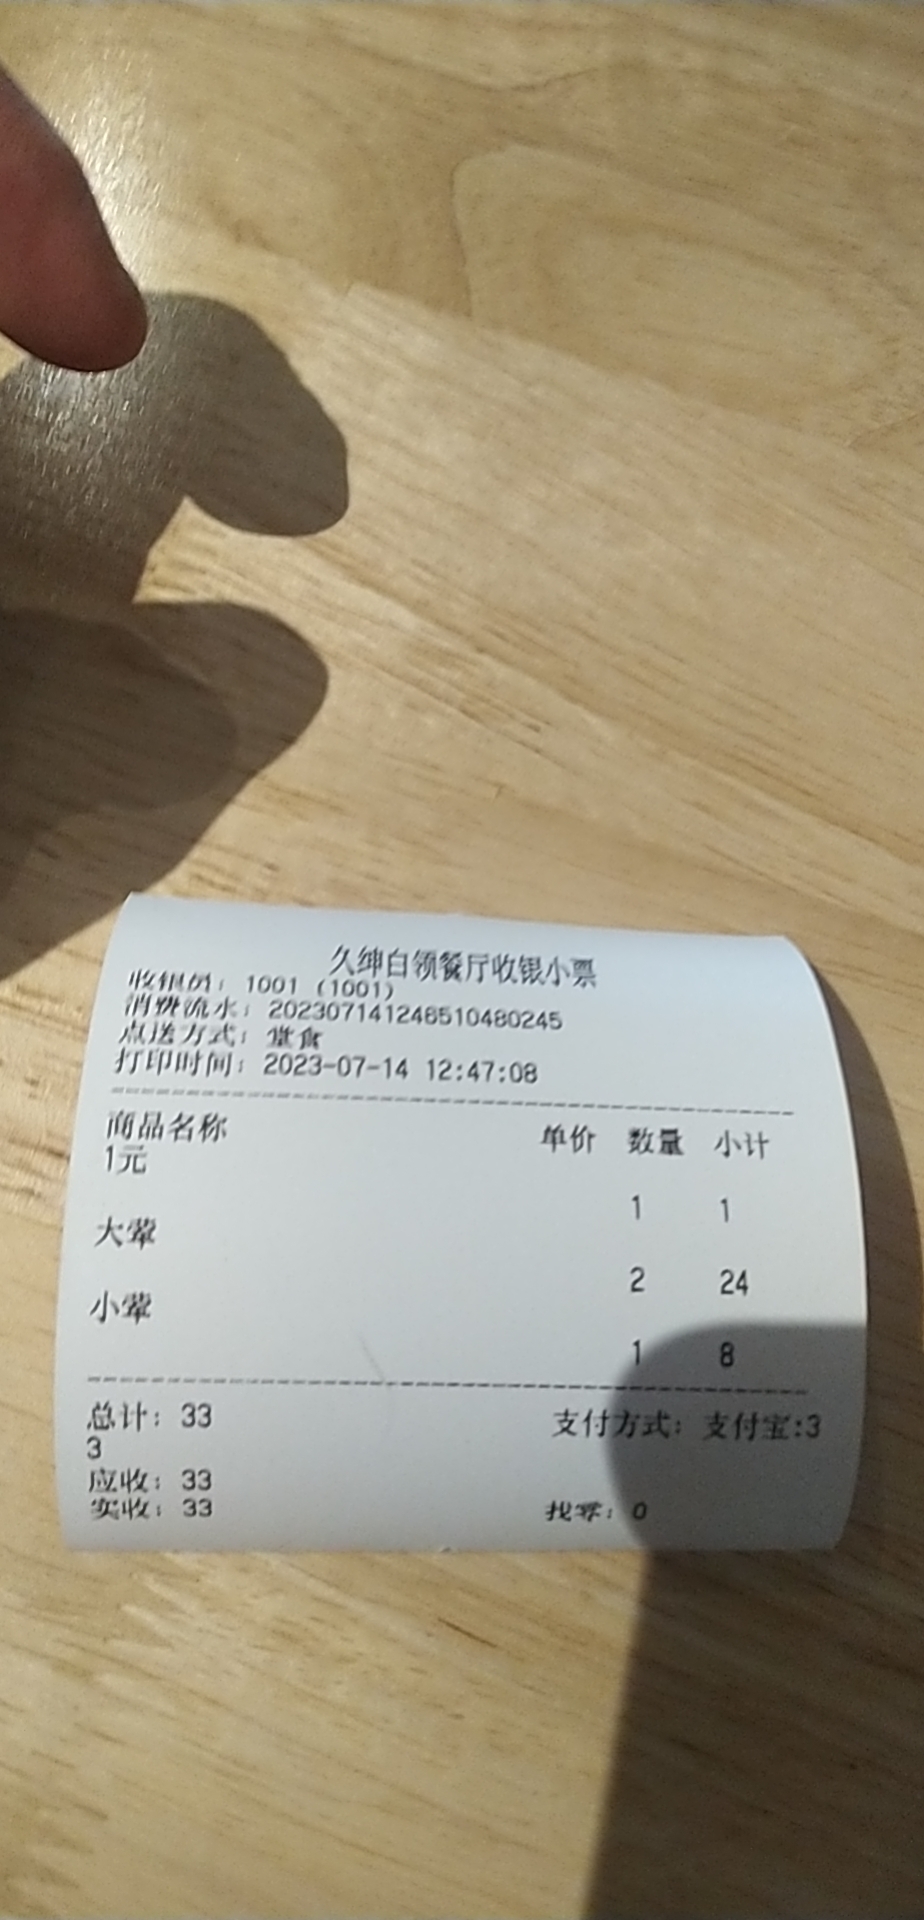 久绅白领餐厅收银小票
收银员：1001 (1001)
消费流水：202307141246510480245
点送方式：堂食
打印时间：2023-07-14 12:47:08
商品名称 单价 数量 小计
1元
1 1
大荤
2 24
小荤
1 8
总计：33 支付方式：支付宝:3
3
应收：33
实收：33 找零：0